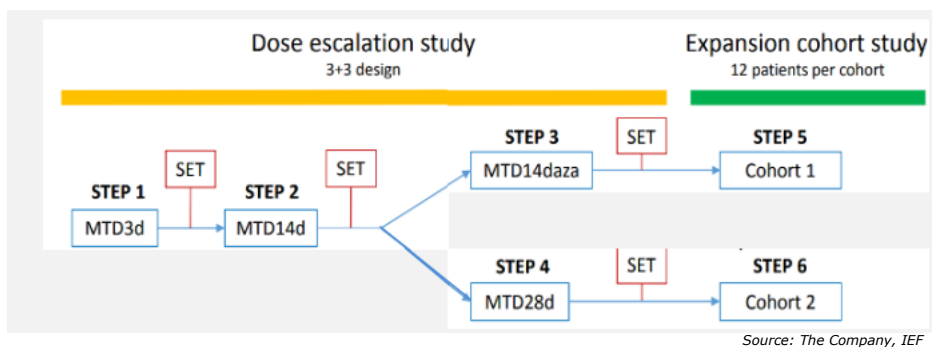 Dose escalation study
3+3 design
Expansion cohort study
12 patients per cohort
STEP 1
MTD3d
SET
STEP 2
MTD14d
SET
STEP 3
MTD14daza
SET
STEP 5
Cohort 1
STEP 4
MTD28d
SET
STEP 6
Cohort 2
Source: The Company, IEF